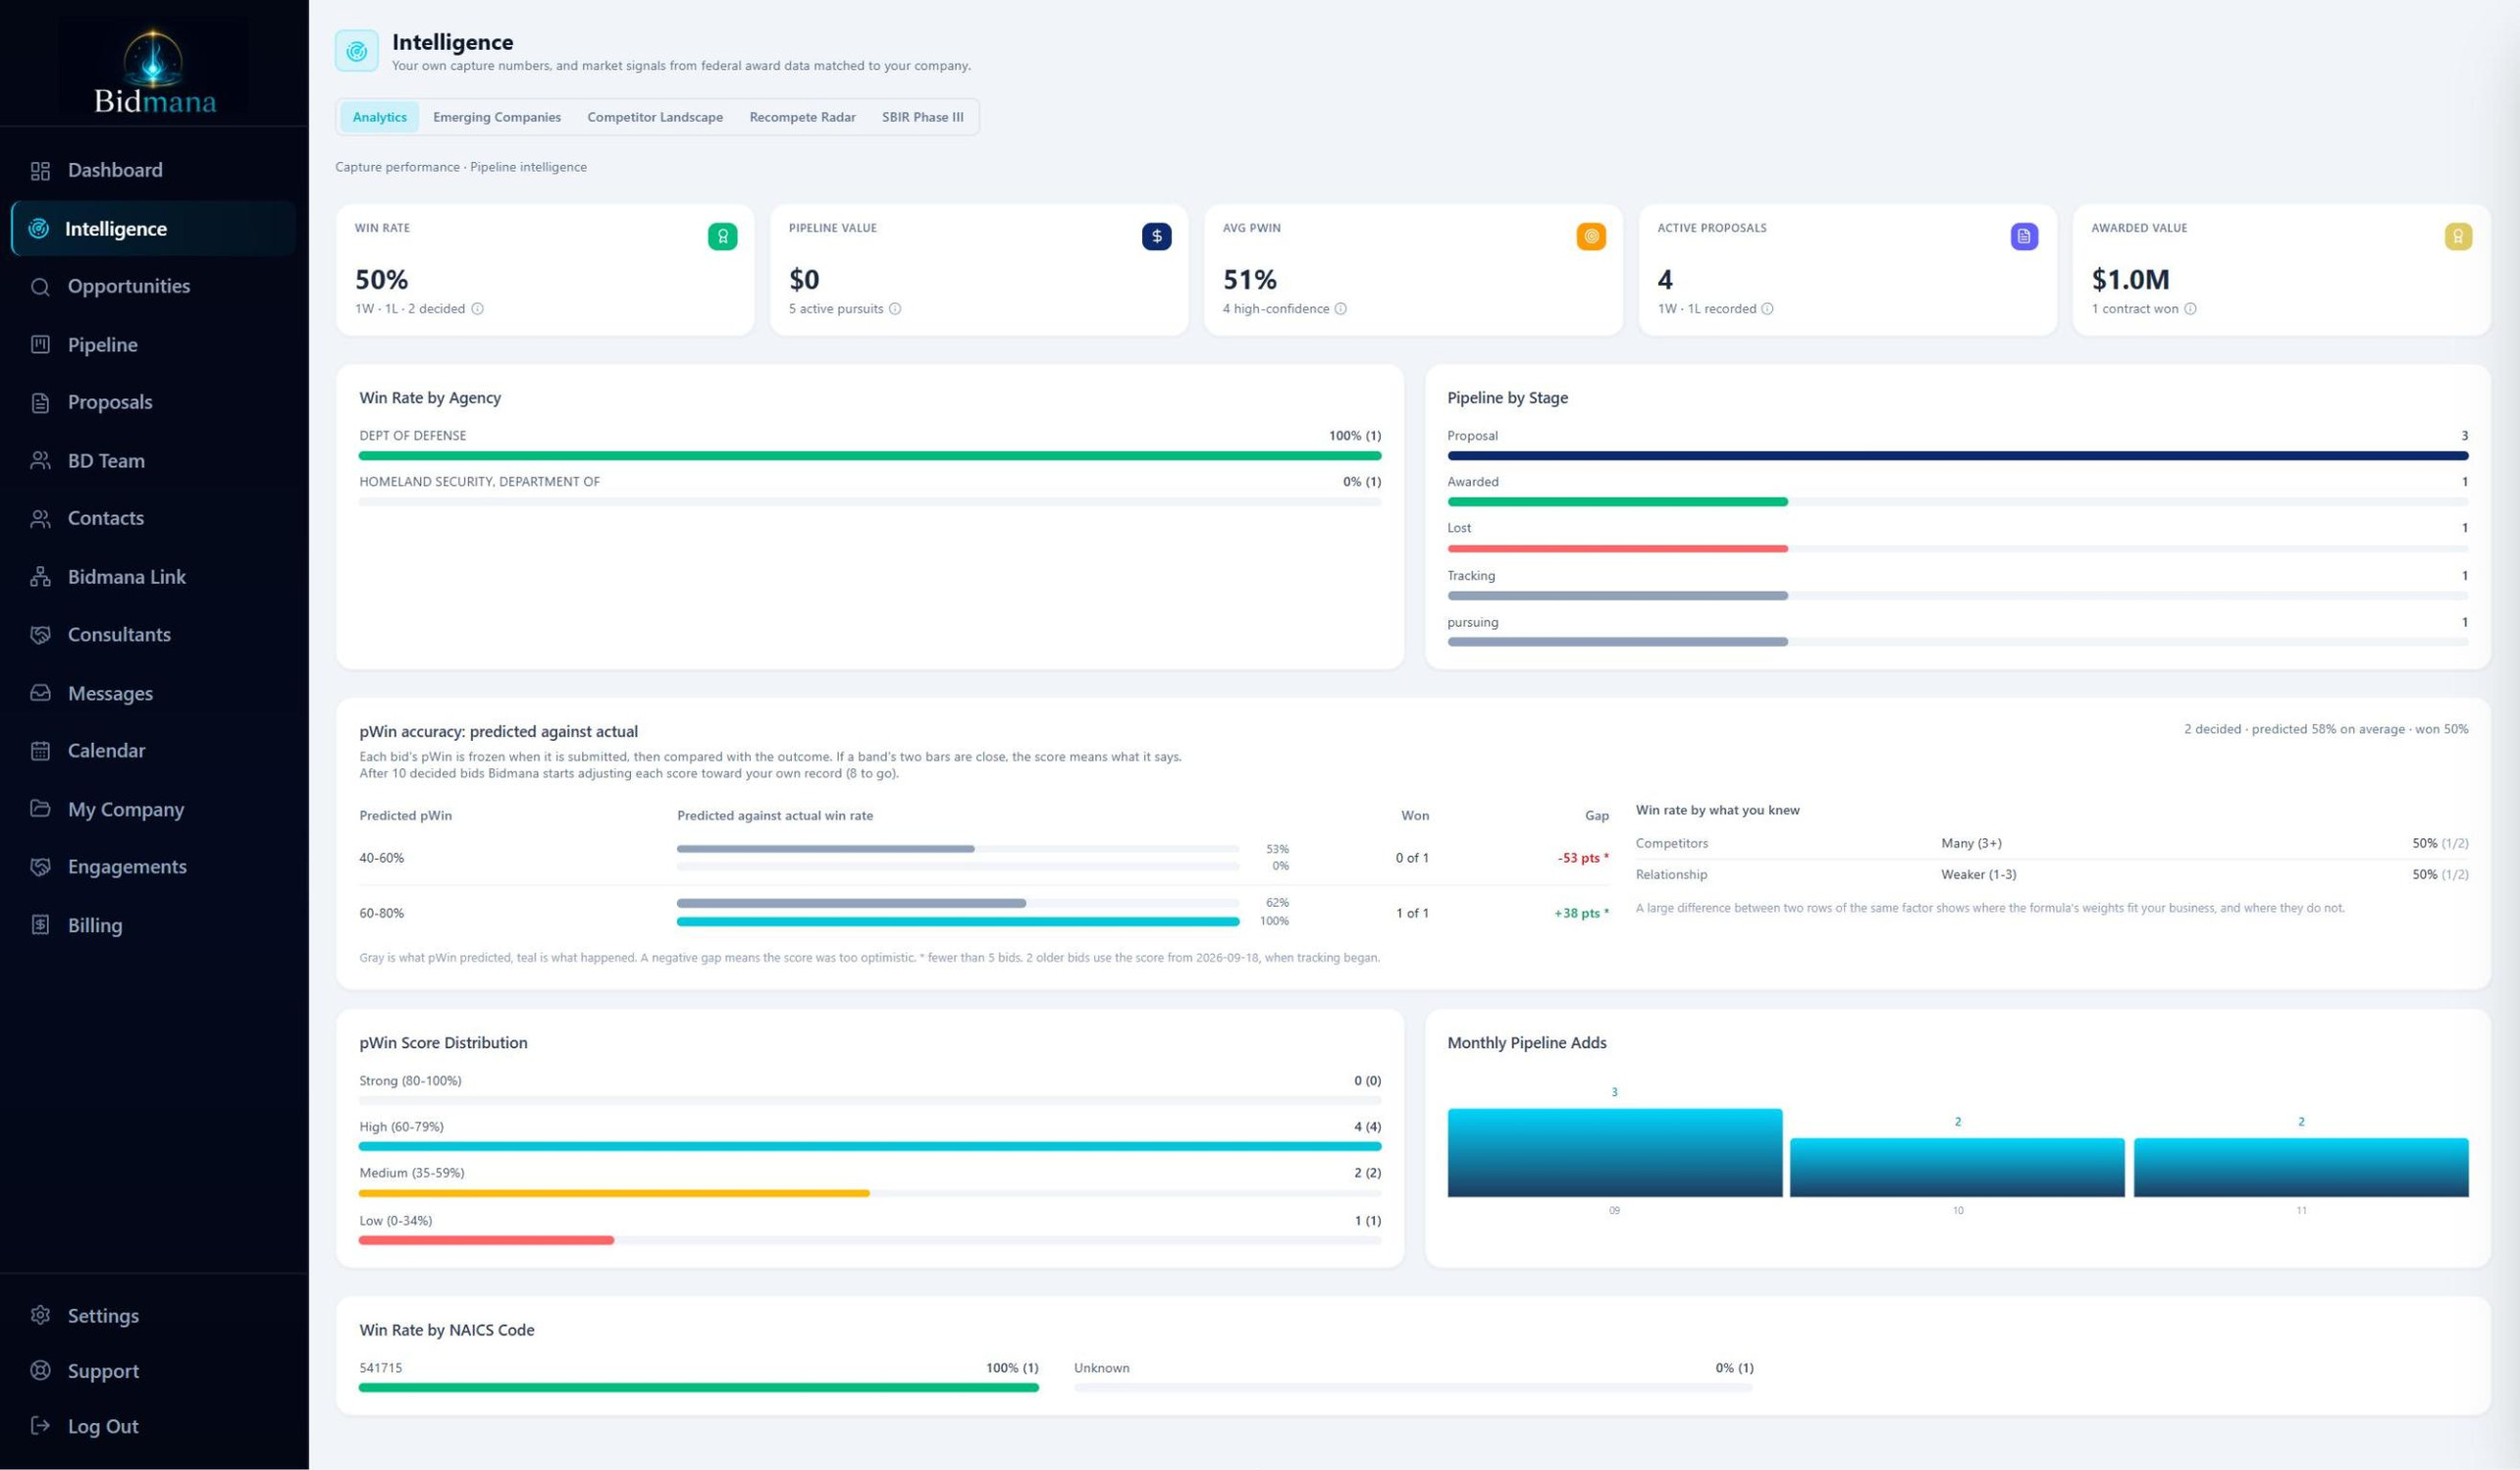 Bidmana
Dashboard
Intelligence
Opportunities
Pipeline
Proposals
BD Team
Contacts
Bidmana Link
Consultants
Messages
Calendar
My Company
Engagements
Billing
Settings
Support
Log Out
Intelligence
Your own capture numbers, and market signals from federal award data matched to your company.
Analytics Emerging Companies Competitor Landscape Recompete Radar SBIR Phase III
Capture performance · Pipeline intelligence
WIN RATE
50%
1W · 1L · 2 decided
PIPELINE VALUE
$0
5 active pursuits
AVG PWIN
51%
4 high-confidence
ACTIVE PROPOSALS
4
1W · 1L recorded
AWARDED VALUE
$1.0M
1 contract won
Win Rate by Agency
DEPT OF DEFENSE 100% (1)
HOMELAND SECURITY, DEPARTMENT OF 0% (1)
Pipeline by Stage
Proposal 3
Awarded 1
Lost 1
Tracking 1
pursuing 1
pWin accuracy: predicted against actual
2 decided · predicted 58% on average · won 50%
Each bid's pWin is frozen when it is submitted, then compared with the outcome. If a band's two bars are close, the score means what it says.
After 10 decided bids Bidmana starts adjusting each score toward your own record (8 to go).
Predicted pWin Predicted against actual win rate Won Gap
40-60% 53% 0 of 1 -53 pts *
0%
60-80% 62% 1 of 1 +38 pts *
100%
Win rate by what you knew
Competitors Many (3+) 50% (1/2)
Relationship Weaker (1-3) 50% (1/2)
A large difference between two rows of the same factor shows where the formula's weights fit your business, and where they do not.
Gray is what pWin predicted, teal is what happened. A negative gap means the score was too optimistic. * fewer than 5 bids. 2 older bids use the score from 2026-09-18, when tracking began.
pWin Score Distribution
Strong (80-100%) 0 (0)
High (60-79%) 4 (4)
Medium (35-59%) 2 (2)
Low (0-34%) 1 (1)
Monthly Pipeline Adds
3 2 2
09 10 11
Win Rate by NAICS Code
541715 100% (1)
Unknown 0% (1)